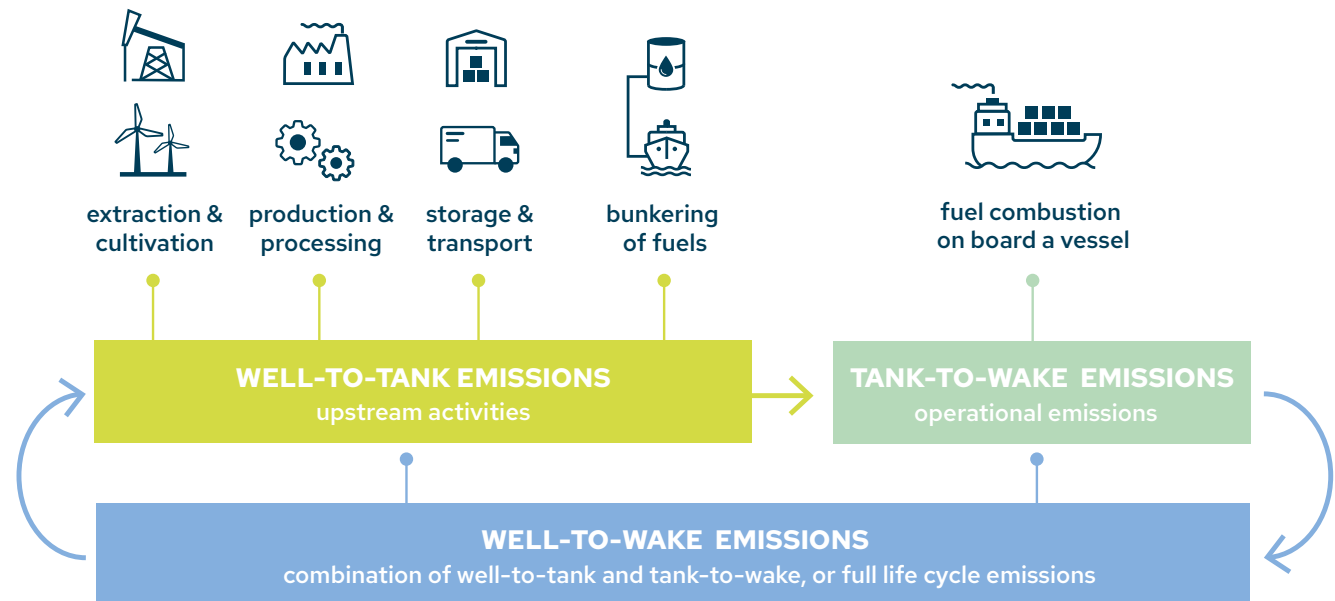 extraction &
cultivation
production &
processing
storage &
transport
bunkering
of fuels
fuel combustion
on board a vessel
WELL-TO-TANK EMISSIONS
upstream activities
TANK-TO-WAKE EMISSIONS
operational emissions
WELL-TO-WAKE EMISSIONS
combination of well-to-tank and tank-to-wake, or full life cycle emissions